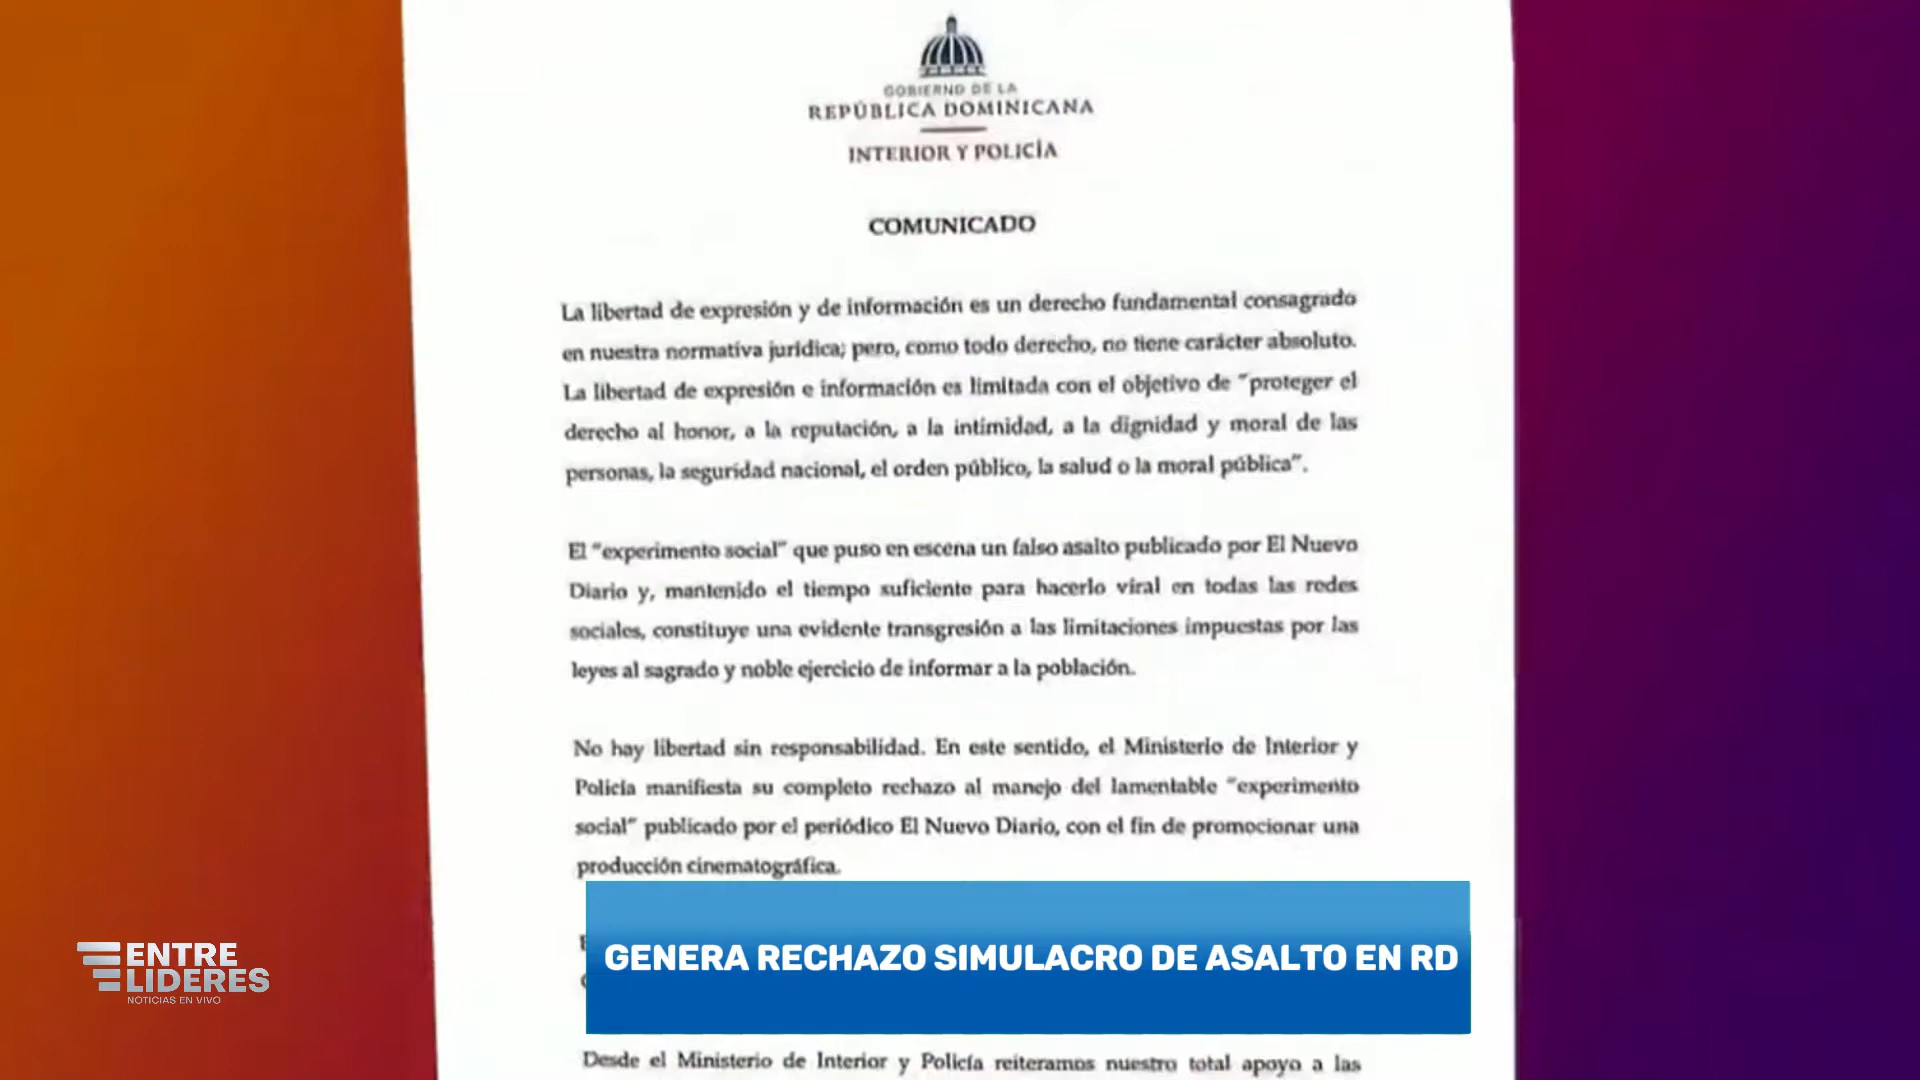 GOBIERNO DE LA
REPÚBLICA DOMINICANA
INTERIOR Y POLICÍA
COMUNICADO
La libertad de expresión y de información es un derecho fundamental consagrado
en nuestra normativa jurídica; pero, como todo derecho, no tiene carácter absoluto.
La libertad de expresión e información es limitada con el objetivo de "proteger el
derecho al honor, a la reputación, a la intimidad, a la dignidad y moral de las
personas, la seguridad nacional, el orden público, la salud o la moral pública".
El "experimento social" que puso en escena un falso asalto publicado por El Nuevo
Diario y, mantenido el tiempo suficiente para hacerlo viral en todas las redes
sociales, constituye una evidente transgresión a las limitaciones impuestas por las
leyes al sagrado y noble ejercicio de informar a la población.
No hay libertad sin responsabilidad. En este sentido, el Ministerio de Interior y
Policía manifiesta su completo rechazo al manejo del lamentable "experimento
social" publicado por el periódico El Nuevo Diario, con el fin de promocionar una
producción cinematográfica.
GENERA RECHAZO SIMULACRO DE ASALTO EN RD
ENTRE
LIDERES
NOTICIAS EN VIVO
Desde el Ministerio de Interior y Policía reiteramos nuestro total apoyo a las